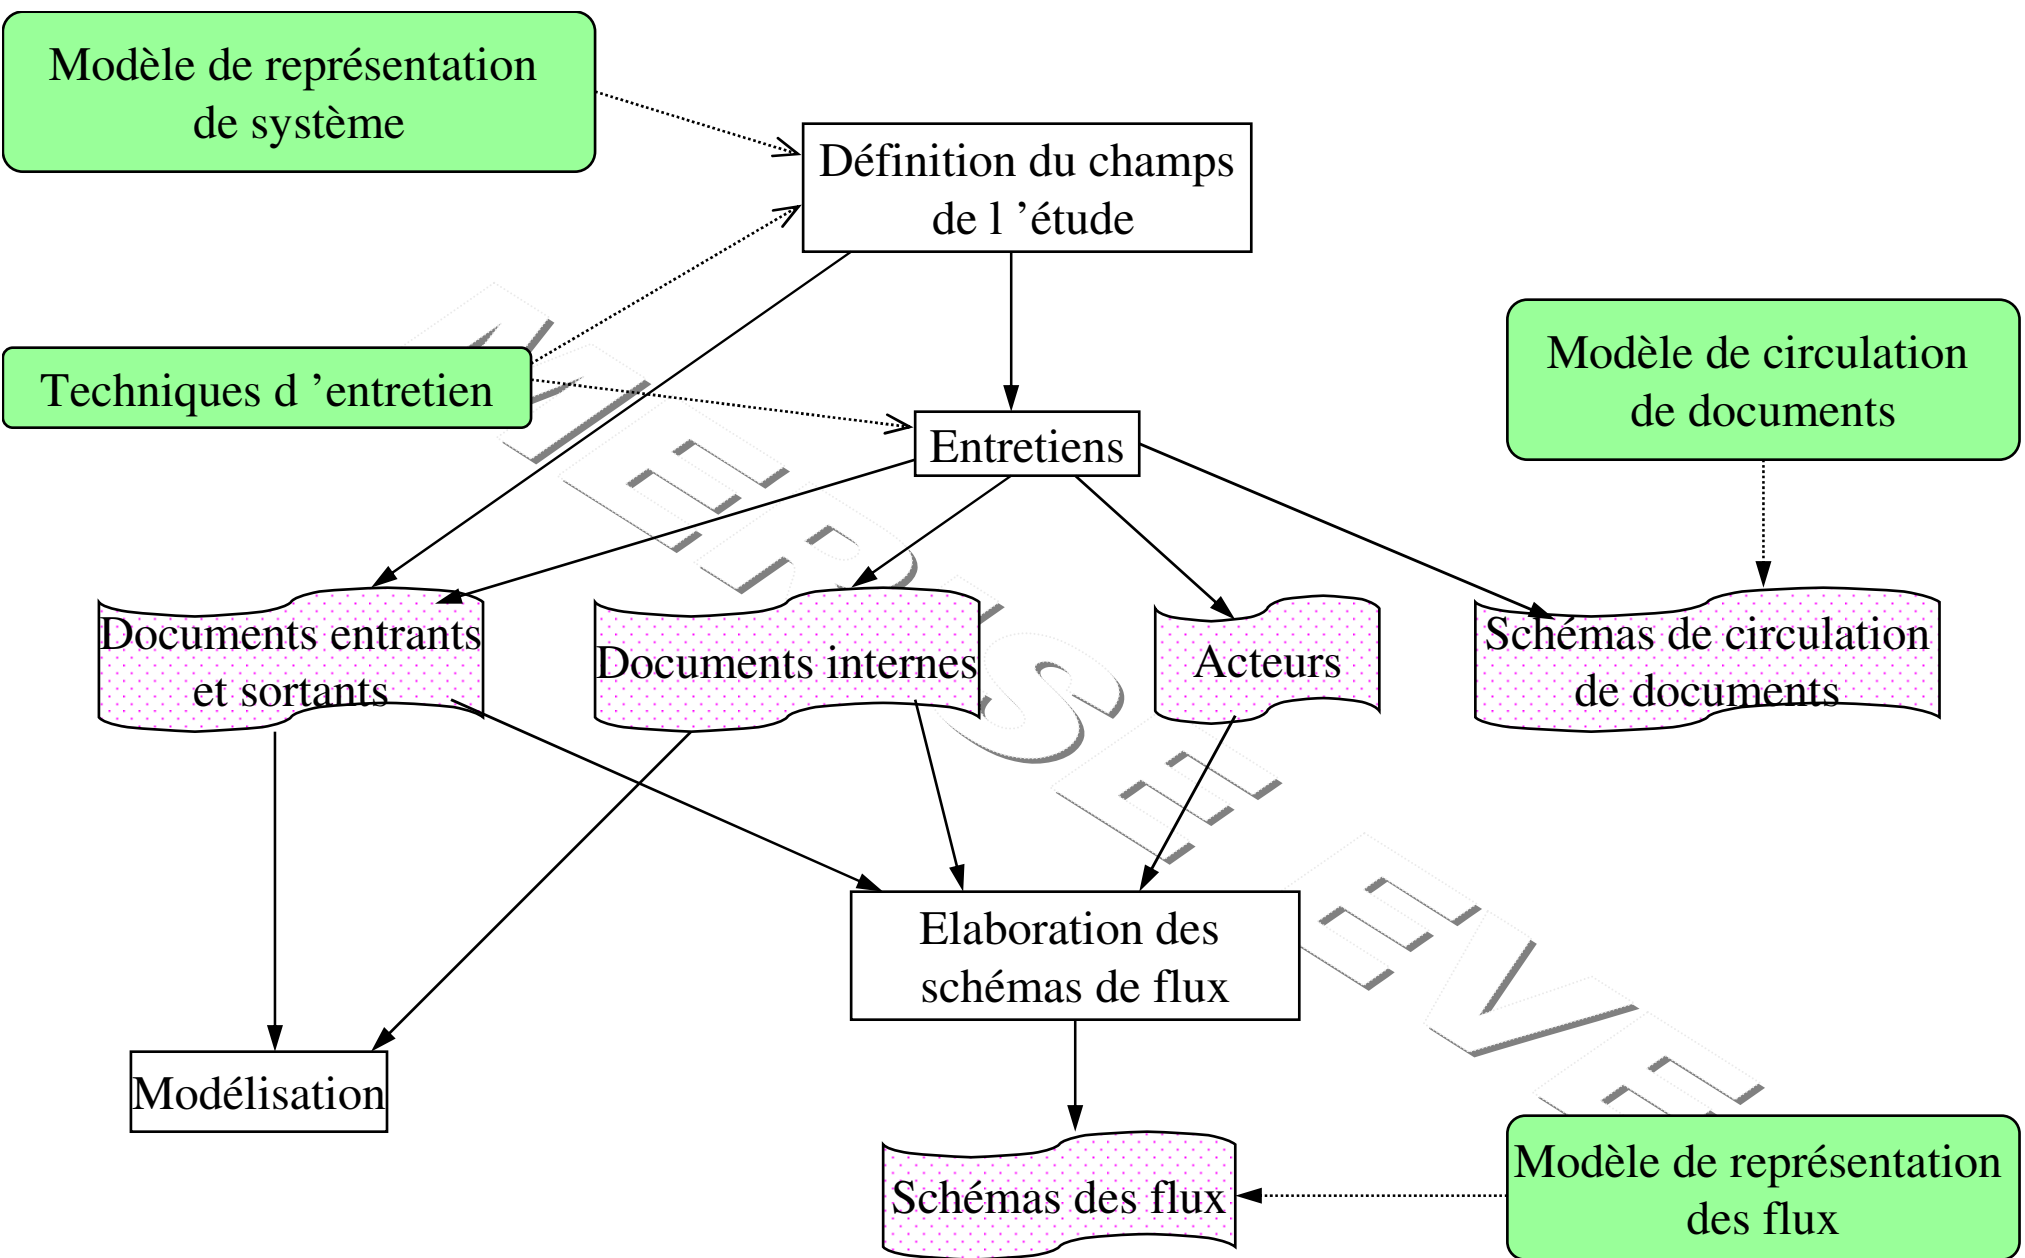 Modèle de représentation
de système
Définition du champs
de l ’étude
Modèle de circulation
de documents
Techniques d ’entretien
Entretiens
Documents entrants
et sortants
Documents internes
Acteurs
Schémas de circulation
de documents
Elaboration des
schémas de flux
Modélisation
Schémas des flux
Modèle de représentation
des flux